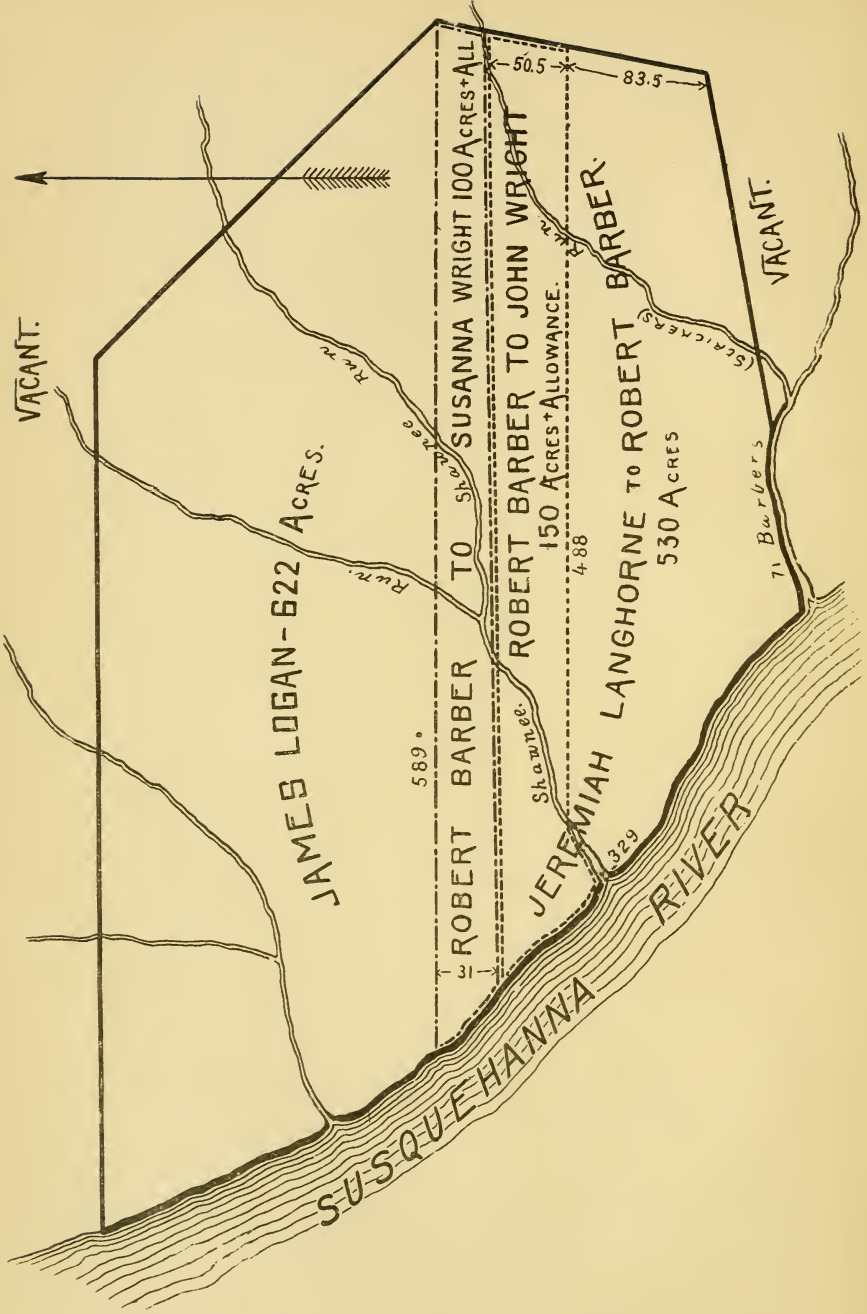 VACANT.
Run
Run.
Shawnee
JAMES LOGAN-622 ACRES.
589.
ROBERT BARBER TO SUSANNA WRIGHT 100 ACRES+ALL
31
50.5
83.5
ROBERT BARBER TO JOHN WRIGHT
150 ACRES+ALLOWANCE.
488
Shawnee.
Run
JEREMIAH LANGHORNE TO ROBERT BARBER.
530 ACRES
329
(STRICKERS)
RUN
VACANT.
71 Barbers
SUSQUEHANNA RIVER